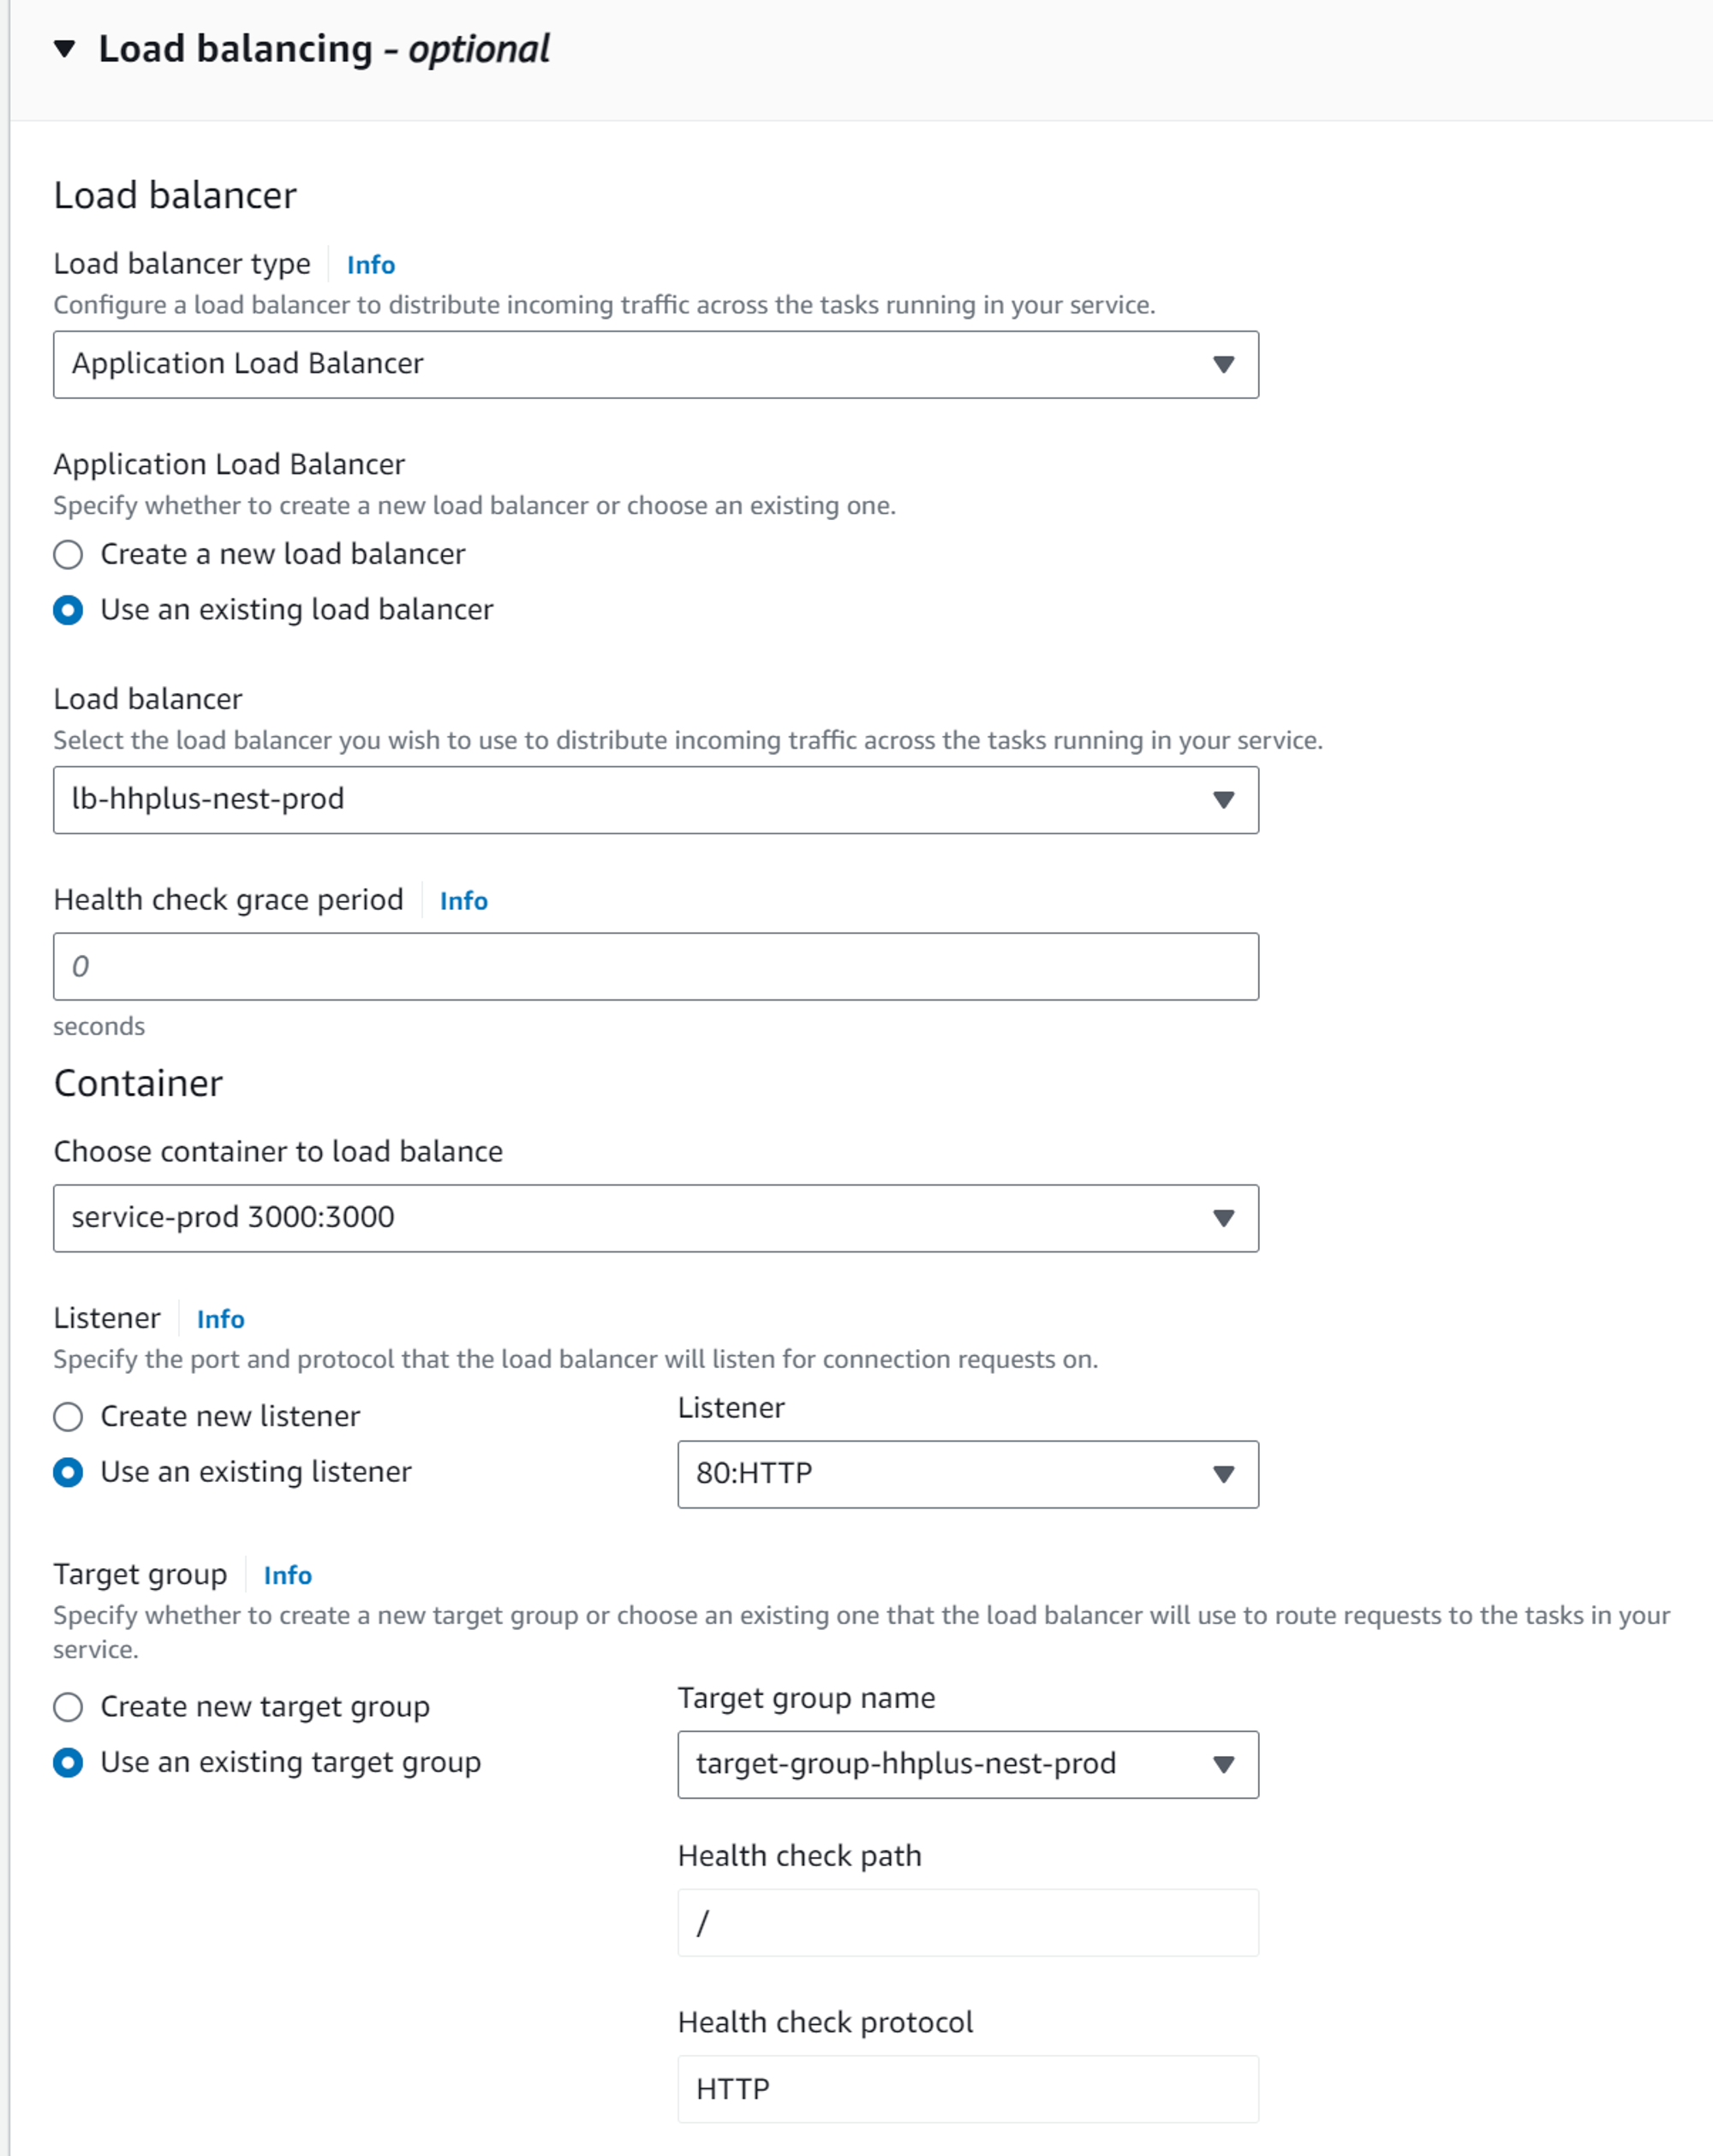 Load balancing - optional
Load balancer
Load balancer type
Info
Configure a load balancer to distribute incoming traffic across the tasks running in your service.
Application Load Balancer
Application Load Balancer
Specify whether to create a new load balancer or choose an existing one.
Create a new load balancer
Use an existing load balancer
Load balancer
Select the load balancer you wish to use to distribute incoming traffic across the tasks running in your service.
lb-hhplus-nest-prod
Health check grace period
Info
0
seconds
Container
Choose container to load balance
service-prod 3000:3000
Listener
Info
Specify the port and protocol that the load balancer will listen for connection requests on.
Create new listener
Use an existing listener
Listener
80:HTTP
Target group
Info
Specify whether to create a new target group or choose an existing one that the load balancer will use to route requests to the tasks in your
service.
Create new target group
Use an existing target group
Target group name
target-group-hhplus-nest-prod
Health check path
/
Health check protocol
HTTP